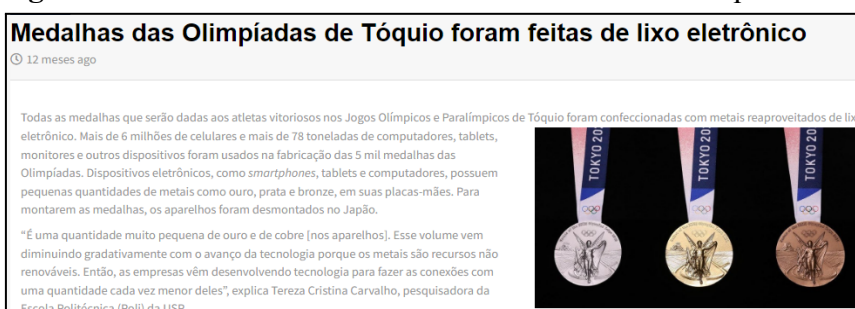 Medalhas das Olimpíadas de Tóquio foram feitas de lixo eletrônico
12 meses ago
Todas as medalhas que serão dadas aos atletas vitoriosos nos Jogos Olímpicos e Paralímpicos de Tóquio foram confeccionadas com metais reaproveitados de lix
eletrônico. Mais de 6 milhões de celulares e mais de 78 toneladas de computadores, tablets,
monitores e outros dispositivos foram usados na fabricação das 5 mil medalhas das
Olimpíadas. Dispositivos eletrônicos, como smartphones, tablets e computadores, possuem
pequenas quantidades de metais como ouro, prata e bronze, em suas placas-mães. Para
montarem as medalhas, os aparelhos foram desmontados no Japão.
“É uma quantidade muito pequena de ouro e de cobre [nos aparelhos]. Esse volume vem
diminuindo gradativamente com o avanço da tecnologia porque os metais são recursos não
renováveis. Então, as empresas vêm desenvolvendo tecnologia para fazer as conexões com
uma quantidade cada vez menor deles”, explica Tereza Cristina Carvalho, pesquisadora da
Escola Politécnica (Poli) da USP
TOKYO 202
TOKYO 20
TOKYO 20